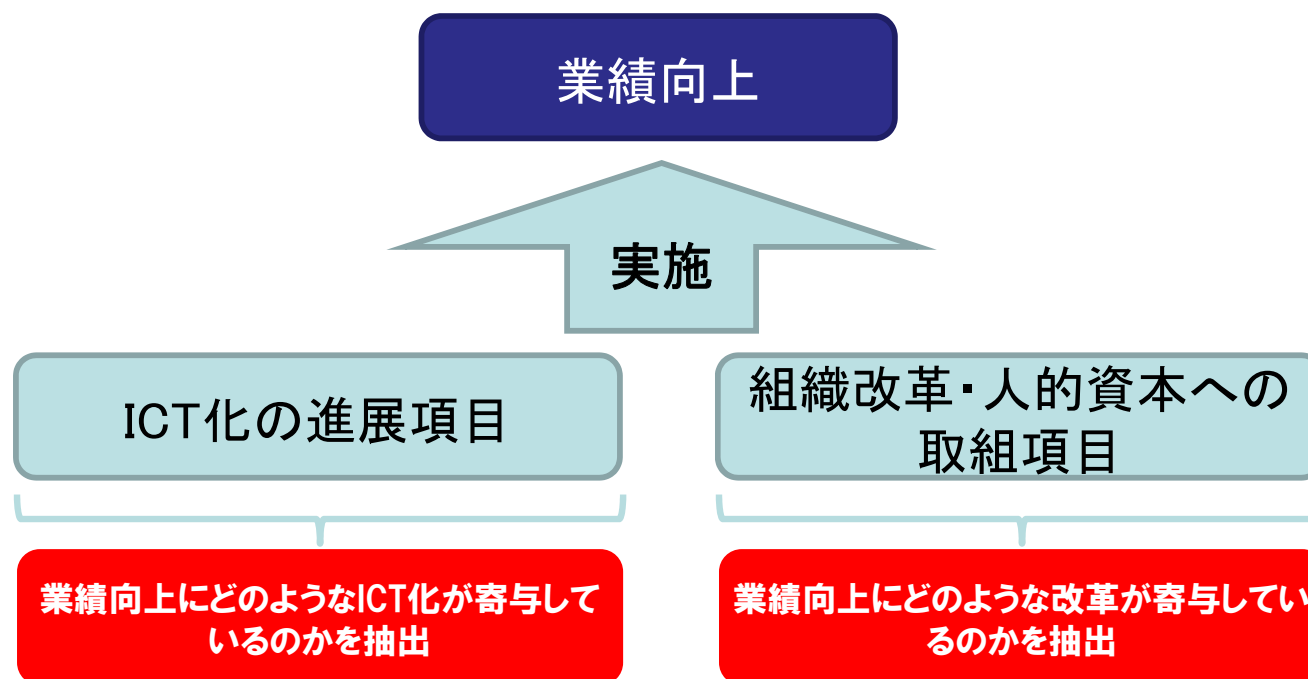 業績向上
実施
ICT化の進展項目
組織改革・人的資本への
取組項目
業績向上にどのようなICT化が寄与して
いるのかを抽出
業績向上にどのような改革が寄与してい
るのかを抽出